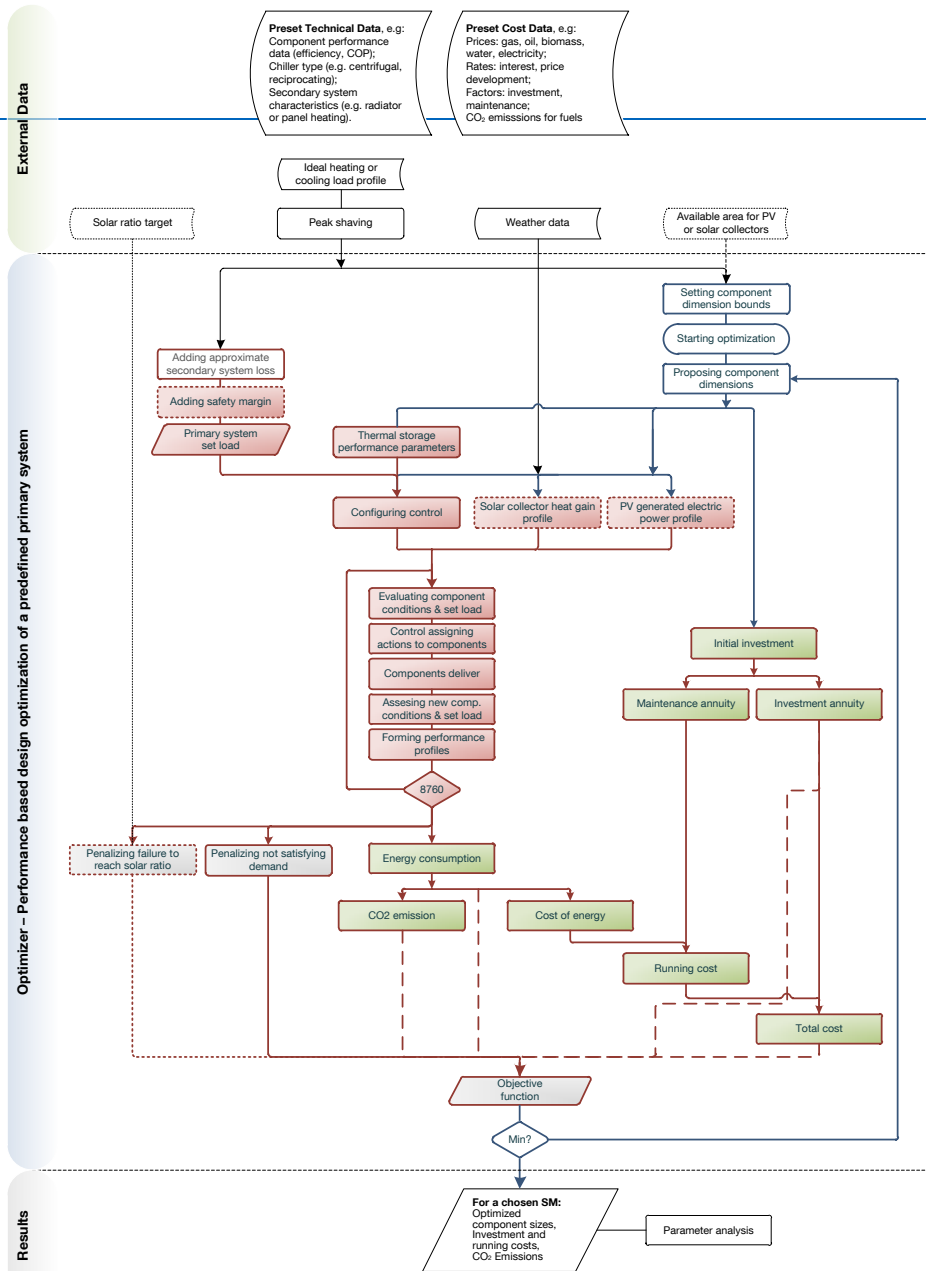 External Data
Preset Technical Data, e.g:
Component performance
data (efficiency, COP);
Chiller type (e.g. centrifugal,
reciprocating);
Secondary system
characteristics (e.g. radiator
or panel heating).
Preset Cost Data, e.g:
Prices: gas, oil, biomass,
water, electricity;
Rates: interest, price
development;
Factors: investment,
maintenance;
CO₂ emisssions for fuels
Ideal heating or
cooling load profile
Solar ratio target
Peak shaving
Weather data
Available area for PV
or solar collectors
Optimizer – Performance based design optimization of a predefined primary system
Setting component
dimension bounds
Starting optimization
Proposing component
dimensions
Adding approximate
secondary system loss
Adding safety margin
Primary system
set load
Thermal storage
performance parameters
Configuring control
Solar collector heat gain
profile
PV generated electric
power profile
Evaluating component
conditions & set load
Control assigning
actions to components
Components deliver
Assesing new comp.
conditions & set load
Forming performance
profiles
8760
Initial investment
Maintenance annuity
Investment annuity
Penalizing failure to
reach solar ratio
Penalizing not satisfying
demand
Energy consumption
CO2 emission
Cost of energy
Running cost
Total cost
Objective
function
Min?
Results
For a chosen SM:
Optimized
component sizes,
Investment and
running costs,
CO₂ Emissions
Parameter analysis